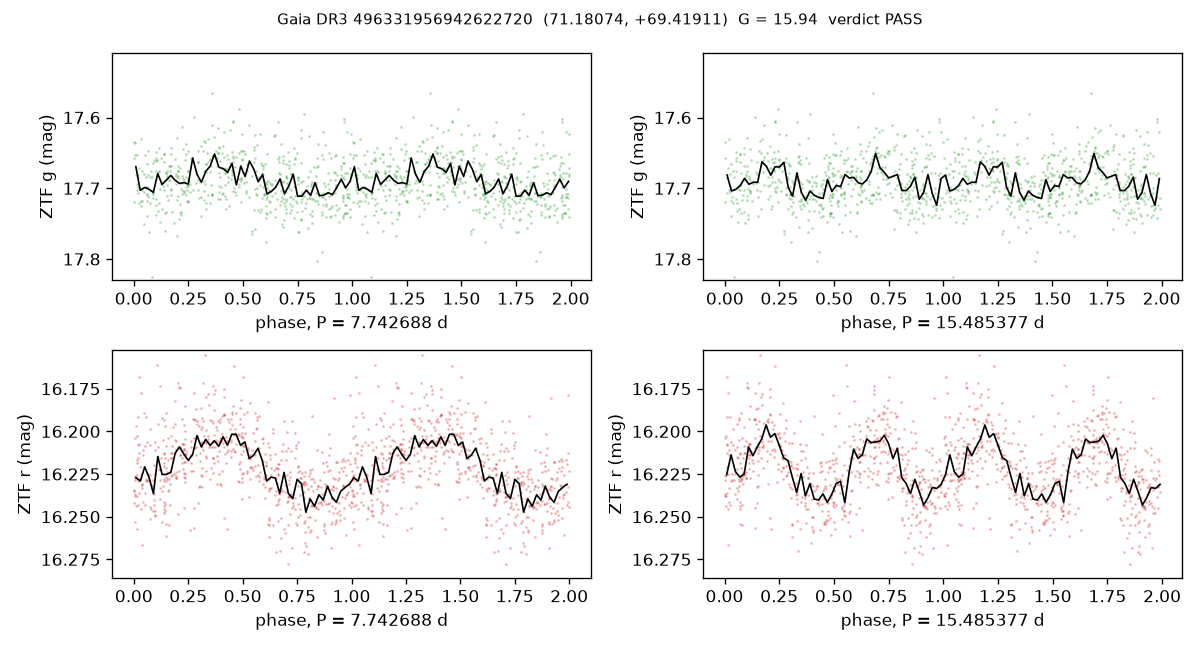 Gaia DR3 496331956942622720  (71.18074, +69.41911)  G = 15.94  verdict PASS
ZTF g (mag)
17.6
17.7
17.8
0.00 0.25 0.50 0.75 1.00 1.25 1.50 1.75 2.00
phase, P = 7.742688 d
ZTF g (mag)
17.6
17.7
17.8
0.00 0.25 0.50 0.75 1.00 1.25 1.50 1.75 2.00
phase, P = 15.485377 d
ZTF r (mag)
16.175
16.200
16.225
16.250
16.275
0.00 0.25 0.50 0.75 1.00 1.25 1.50 1.75 2.00
phase, P = 7.742688 d
ZTF r (mag)
16.175
16.200
16.225
16.250
16.275
0.00 0.25 0.50 0.75 1.00 1.25 1.50 1.75 2.00
phase, P = 15.485377 d